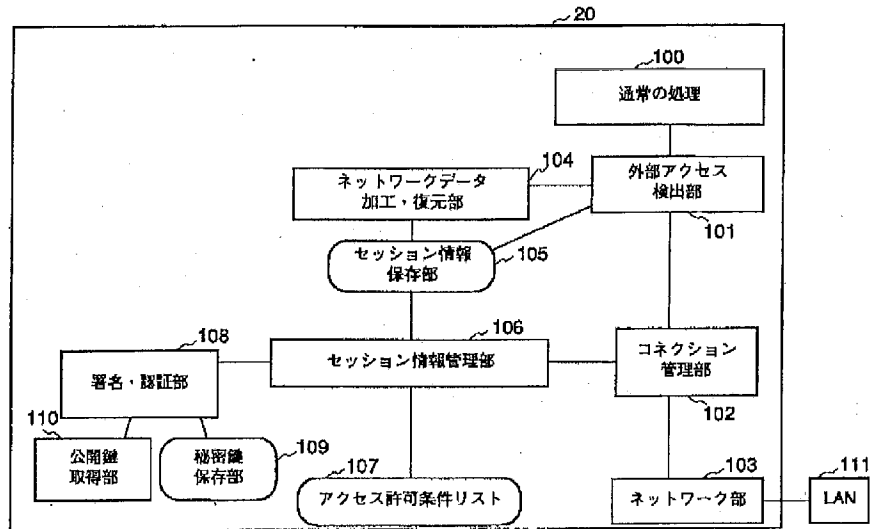 20
100
通常の処理
104
ネットワークデータ
加工・復元部
外部アクセス
検出部
101
セッション情報
保存部
105
106
108
セッション情報管理部
コネクション
管理部
102
署名・認証部
110
公開鍵
取得部
秘密鍵
保存部
109
107
アクセス許可条件リスト
103
ネットワーク部
111
LAN